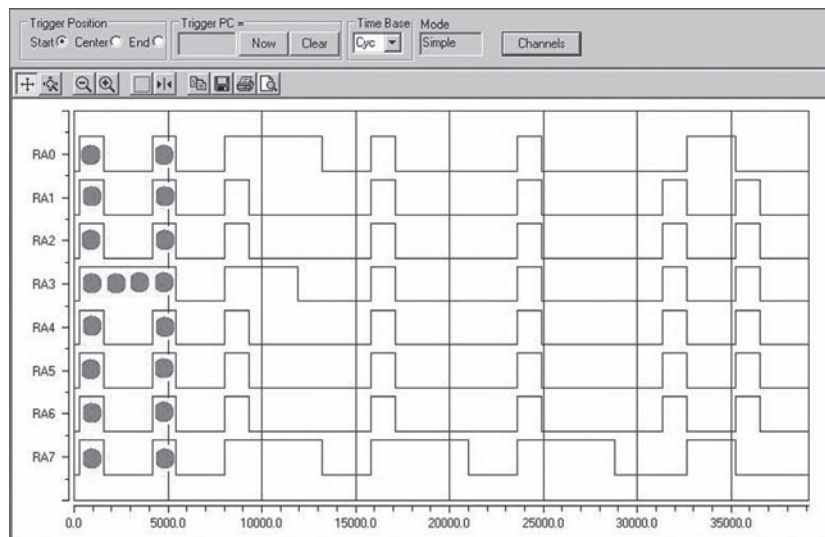 Trigger Position
Start Center End
Trigger PC =
Now Clear
Time Base
Cyc
Mode
Simple
Channels
RA0
RA1
RA2
RA3
RA4
RA5
RA6
RA7
0.0 5000.0 10000.0 15000.0 20000.0 25000.0 30000.0 35000.0